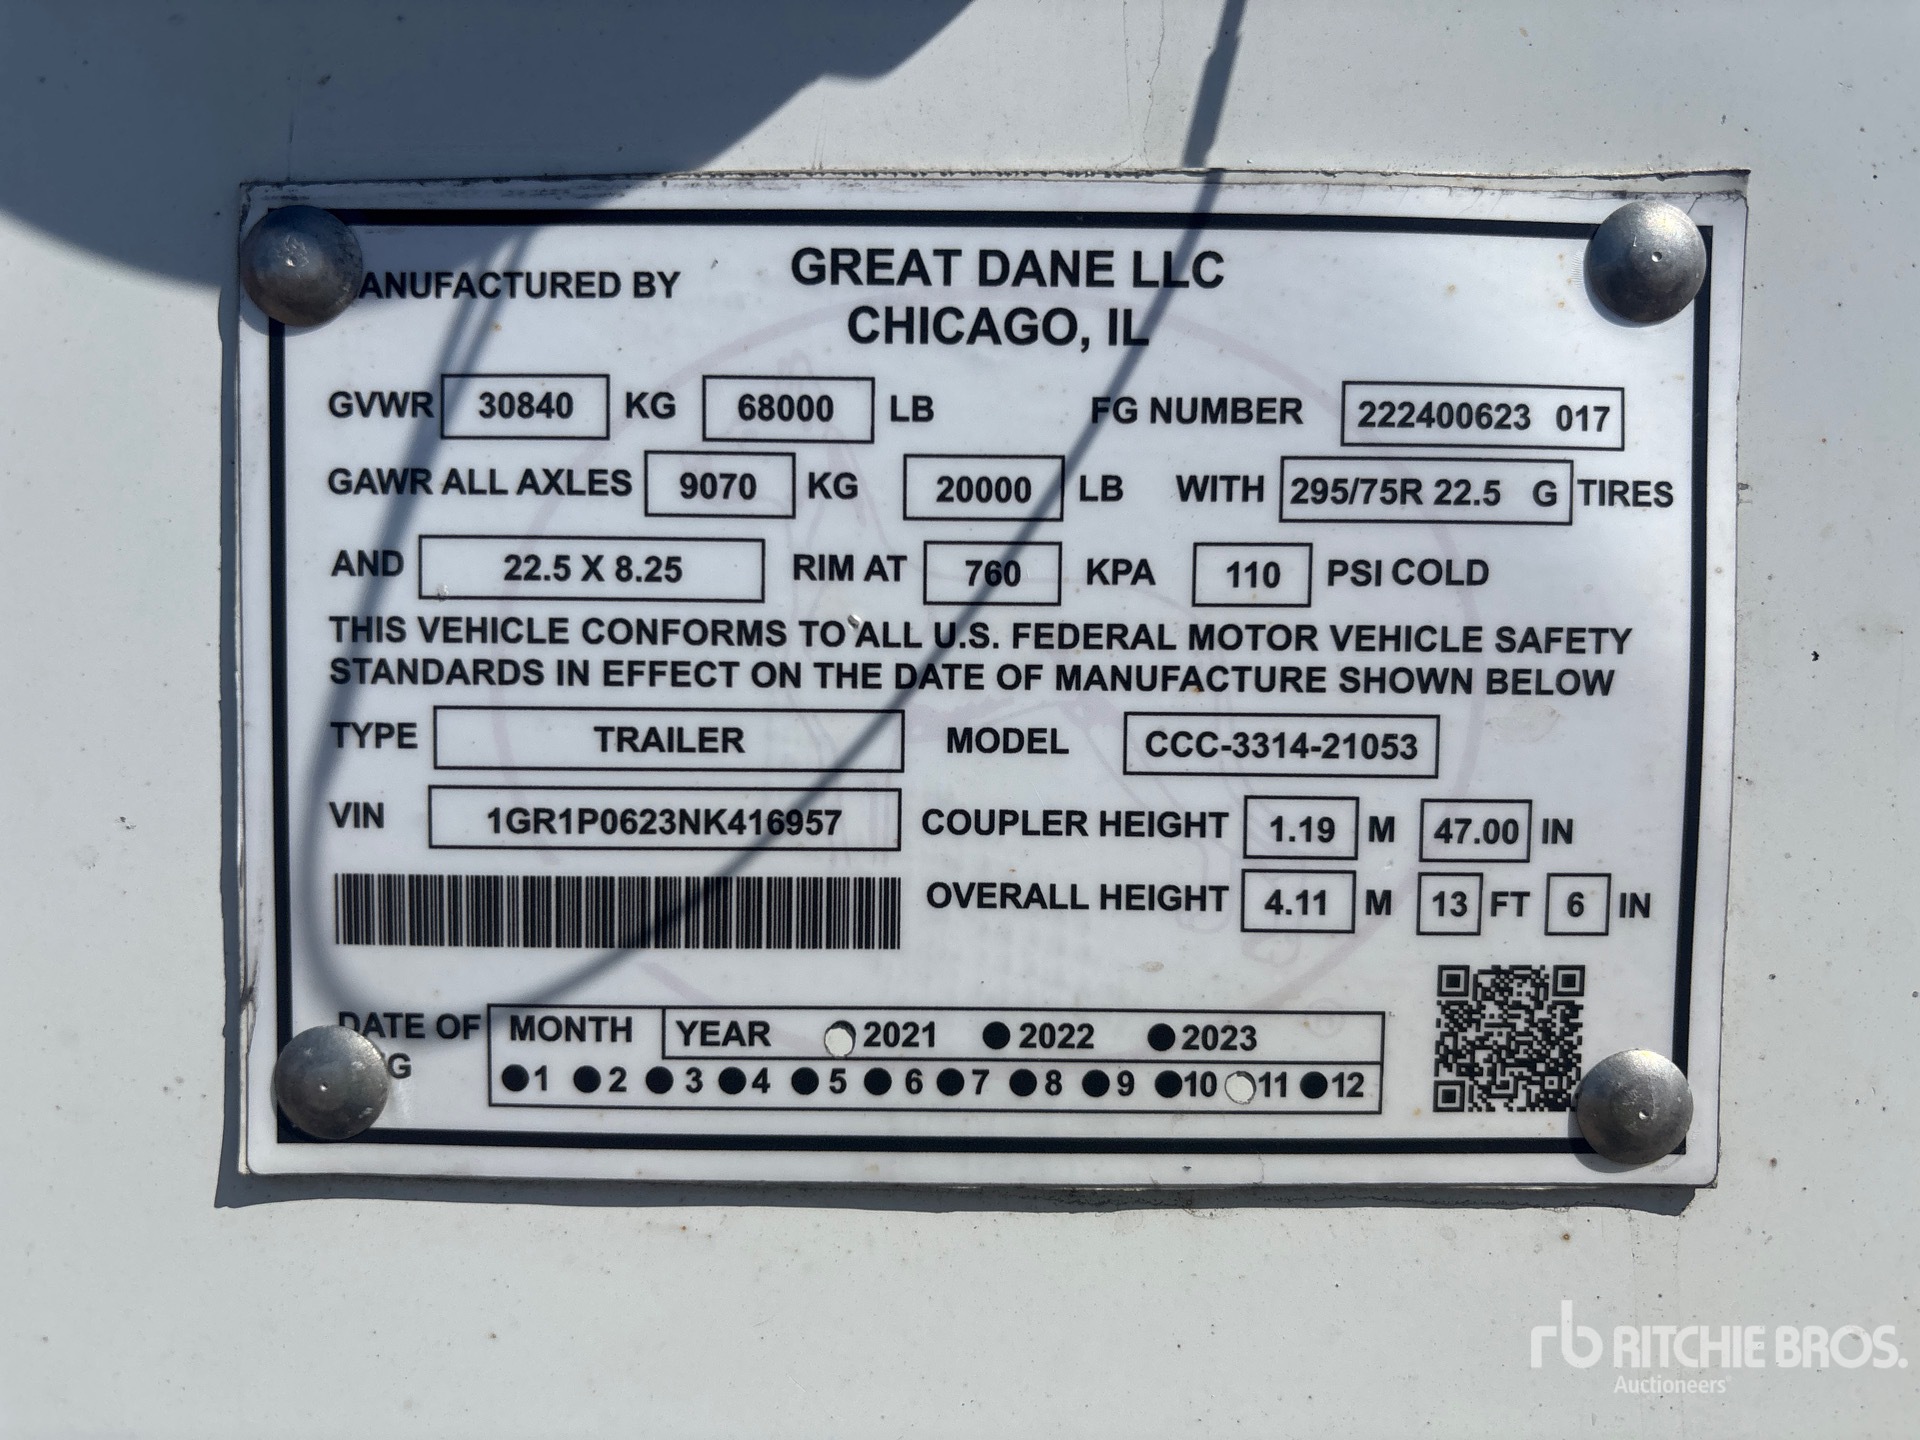 MANUFACTURED BY GREAT DANE LLC
CHICAGO, IL
GVWR 30840 KG 68000 LB FG NUMBER 222400623 017
GAWR ALL AXLES 9070 KG 20000 LB WITH 295/75R 22.5 G TIRES
AND 22.5 X 8.25 RIM AT 760 KPA 110 PSI COLD
THIS VEHICLE CONFORMS TO ALL U.S. FEDERAL MOTOR VEHICLE SAFETY
STANDARDS IN EFFECT ON THE DATE OF MANUFACTURE SHOWN BELOW
TYPE TRAILER MODEL CCC-3314-21053
VIN 1GR1P0623NK416957 COUPLER HEIGHT 1.19 M 47.00 IN
OVERALL HEIGHT 4.11 M 13 FT 6 IN
DATE OF MONTH YEAR 2021 2022 2023
1 2 3 4 5 6 7 8 9 10 11 12
rb RITCHIE BROS.
Auctioneers